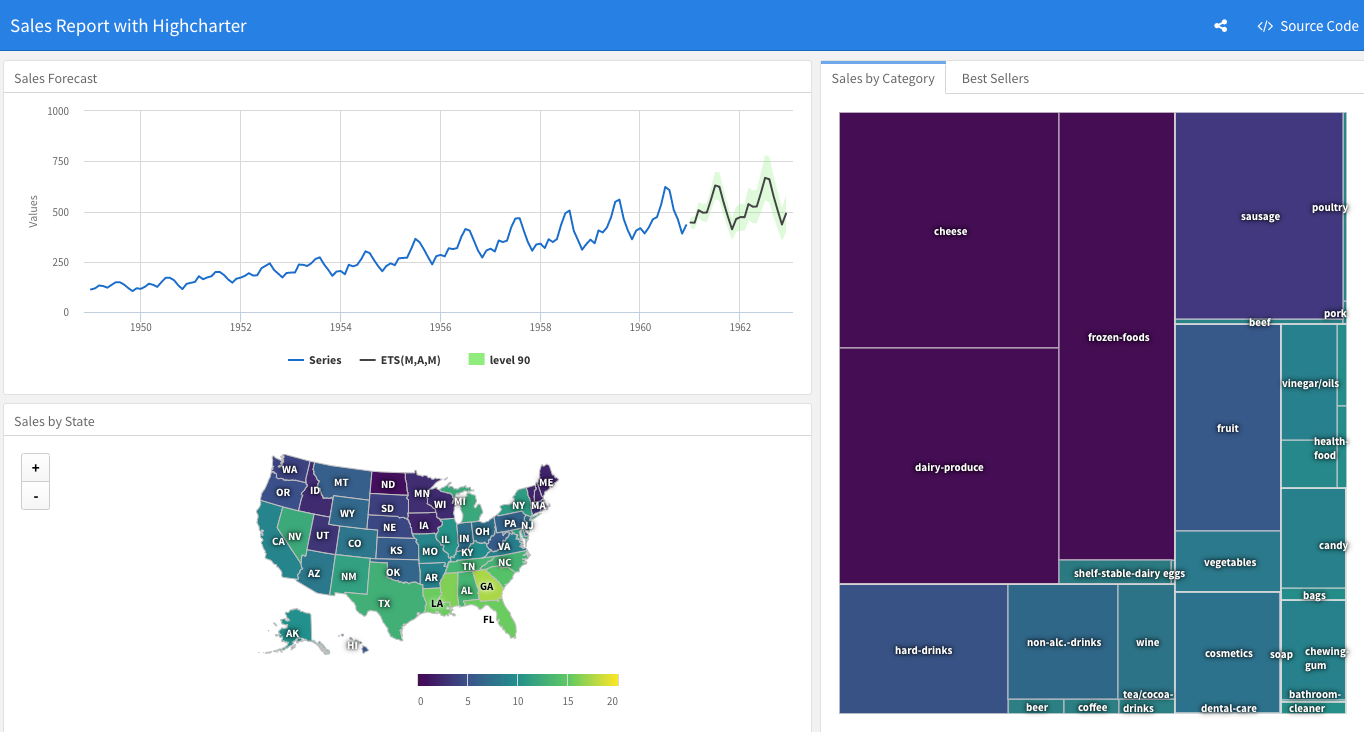 Sales Report with Highcharter
Source Code
Sales Forecast
1000
750
500
250
0
Values
1950
1952
1954
1956
1958
1960
1962
Series
ETS(M,A,M)
level 90
Sales by State
+
-
WA
MT
ND
MN
ME
OR
ID
SD
WI
MI
NY
MA
WY
NE
IA
PA
NJ
CA
NV
UT
CO
KS
MO
IL
IN
OH
KY
VA
AZ
NM
OK
AR
TN
NC
TX
LA
AL
GA
FL
AK
HI
0
5
10
15
20
Sales by Category
Best Sellers
cheese
dairy-produce
frozen-foods
shelf-stable-dairy
eggs
sausage
poultry
pork
beef
fruit
vegetables
vinegar/oils
health-
food
candy
bags
hard-drinks
non-alc.-drinks
wine
beer
coffee
tea/cocoa-
drinks
cosmetics
soap
chewing-
gum
dental-care
bathroom-
cleaner